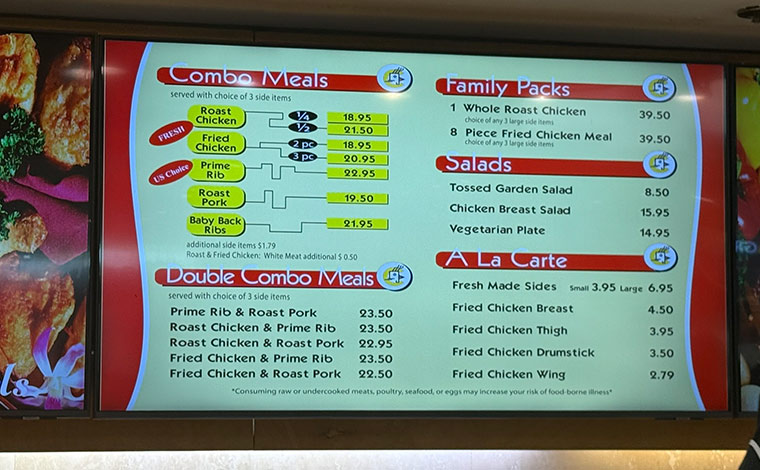 Combo Meals
served with choice of 3 side items
Roast Chicken 1/4 18.95
1/2 21.50
FRESH
Fried Chicken 2 pc 18.95
3 pc 20.95
US Choice
Prime Rib 22.95
Roast Pork 19.50
Baby Back Ribs 21.95
additional side items $1.79
Roast & Fried Chicken: White Meat additional $ 0.50
Double Combo Meals
served with choice of 3 side items
Prime Rib & Roast Pork 23.50
Roast Chicken & Prime Rib 23.50
Roast Chicken & Roast Pork 22.95
Fried Chicken & Prime Rib 23.50
Fried Chicken & Roast Pork 22.50
Family Packs
1 Whole Roast Chicken 39.50
choice of any 3 large side items
8 Piece Fried Chicken Meal 39.50
choice of any 3 large side items
Salads
Tossed Garden Salad 8.50
Chicken Breast Salad 15.95
Vegetarian Plate 14.95
A La Carte
Fresh Made Sides Small 3.95 Large 6.95
Fried Chicken Breast 4.50
Fried Chicken Thigh 3.95
Fried Chicken Drumstick 3.50
Fried Chicken Wing 2.79
*Consuming raw or undercooked meats, poultry, seafood, or eggs may increase your risk of food-borne illness*